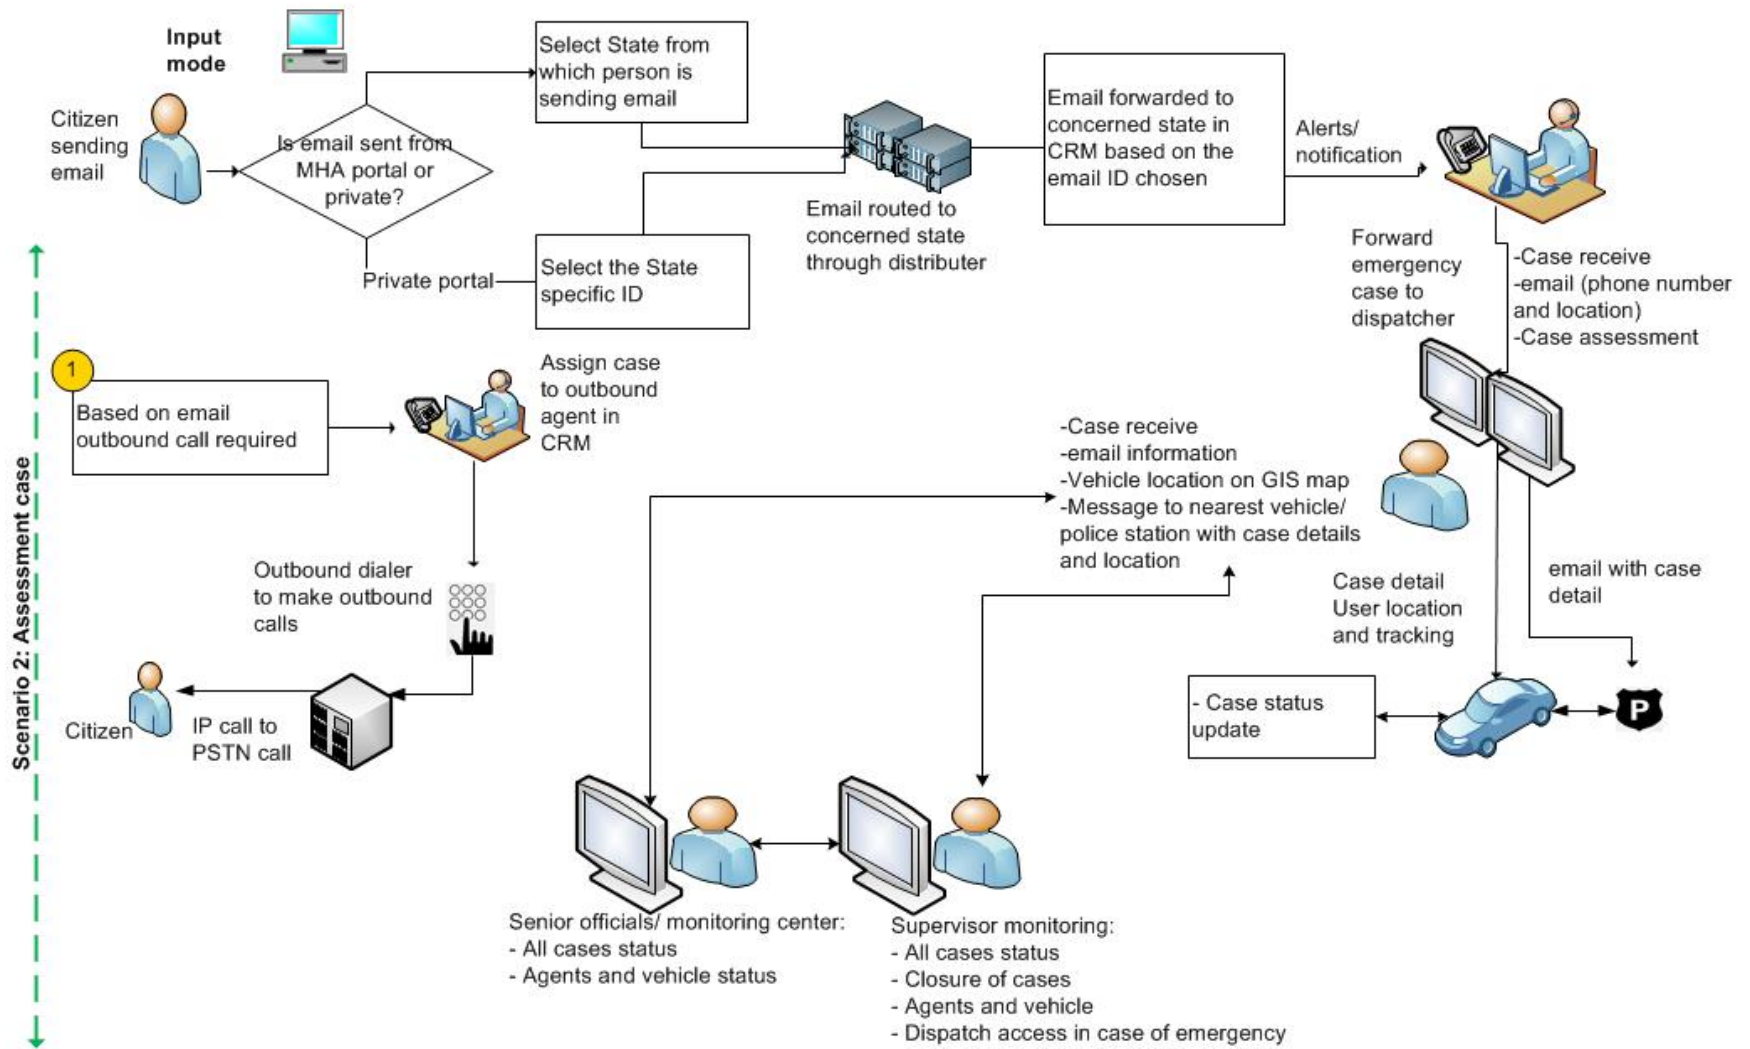 Input
mode
Citizen
sending
email
Is email sent from
MHA portal or
private?
Select State from
which person is
sending email
Private portal
Select the State
specific ID
Email routed to
concerned state
through distributer
Email forwarded to
concerned state in
CRM based on the
email ID chosen
Alerts/
notification
Forward
emergency
case to
dispatcher
-Case receive
-email (phone number
and location)
-Case assessment
Scenario 2: Assessment case
1
Based on email
outbound call required
Assign case
to outbound
agent in
CRM
-Case receive
-email information
-Vehicle location on GIS map
-Message to nearest vehicle/
police station with case details
and location
Outbound dialer
to make outbound
calls
Case detail
User location
and tracking
email with case
detail
Citizen
IP call to
PSTN call
- Case status
update
P
Senior officials/ monitoring center:
- All cases status
- Agents and vehicle status
Supervisor monitoring:
- All cases status
- Closure of cases
- Agents and vehicle
- Dispatch access in case of emergency